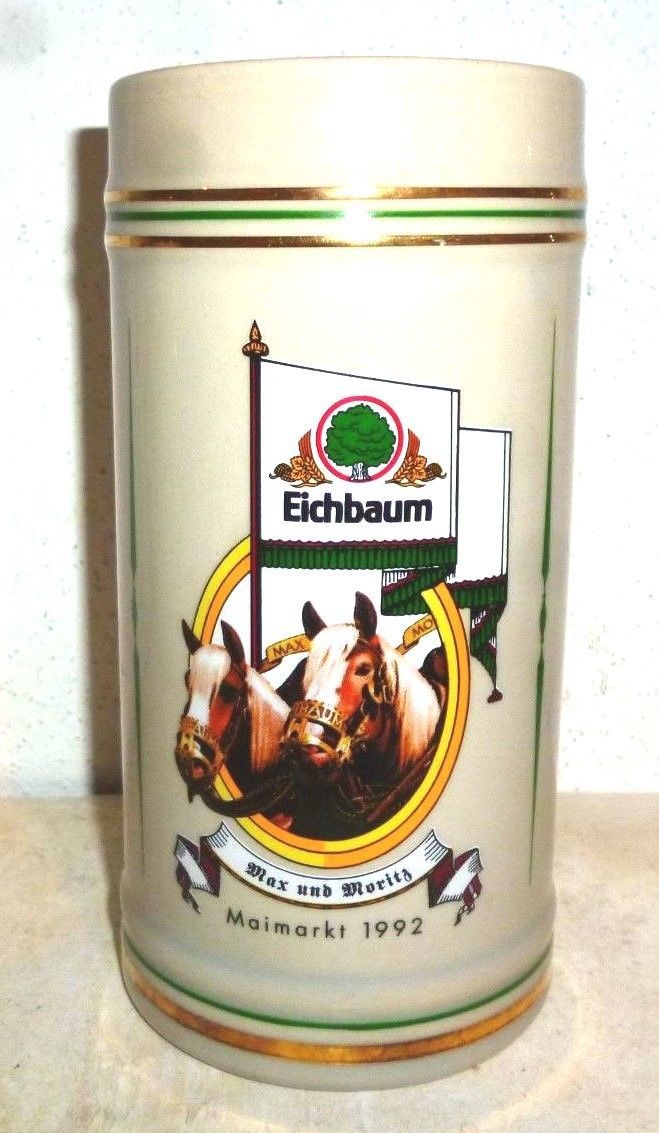 Eichbaum
MAX MO
Max und Moritz
Maimarkt 1992